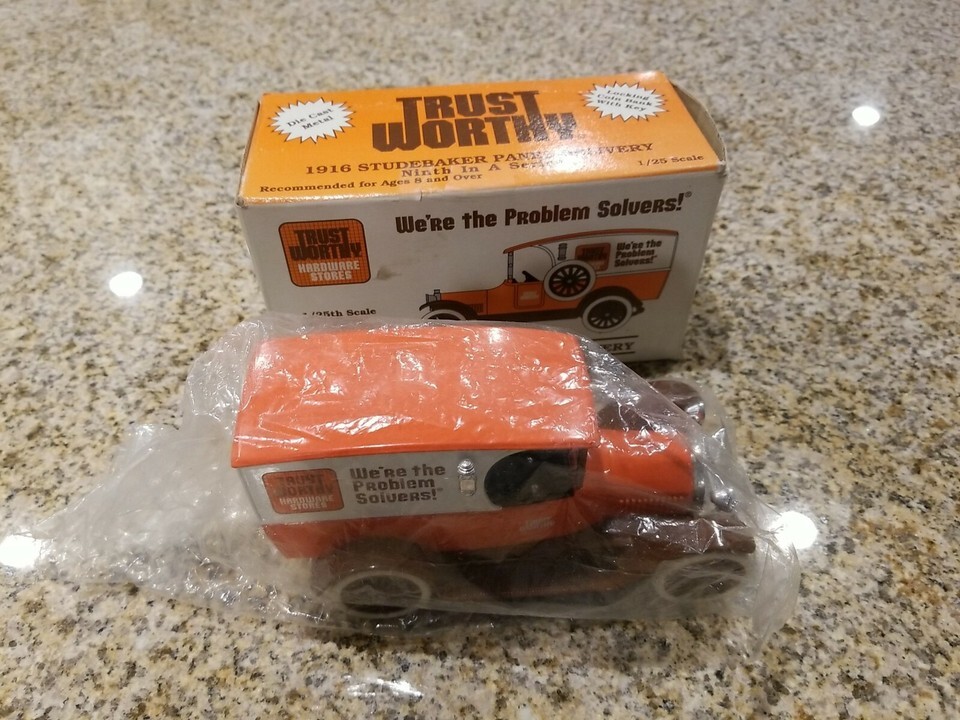 Die Cast
Metal
TRUST
WORTHY
Locking
Coin Bank
With Key
1916 STUDEBAKER PANEL DELIVERY
Ninth In A Series
1/25 Scale
Recommended for Ages 8 and Over
We're the Problem Solvers!®
TRUST
WORTHY
HARDWARE
STORES
We're the
Problem
Solvers!
1/25th Scale
TRUST
WORTHY
HARDWARE
STORES
We're the
Problem
Solvers!®